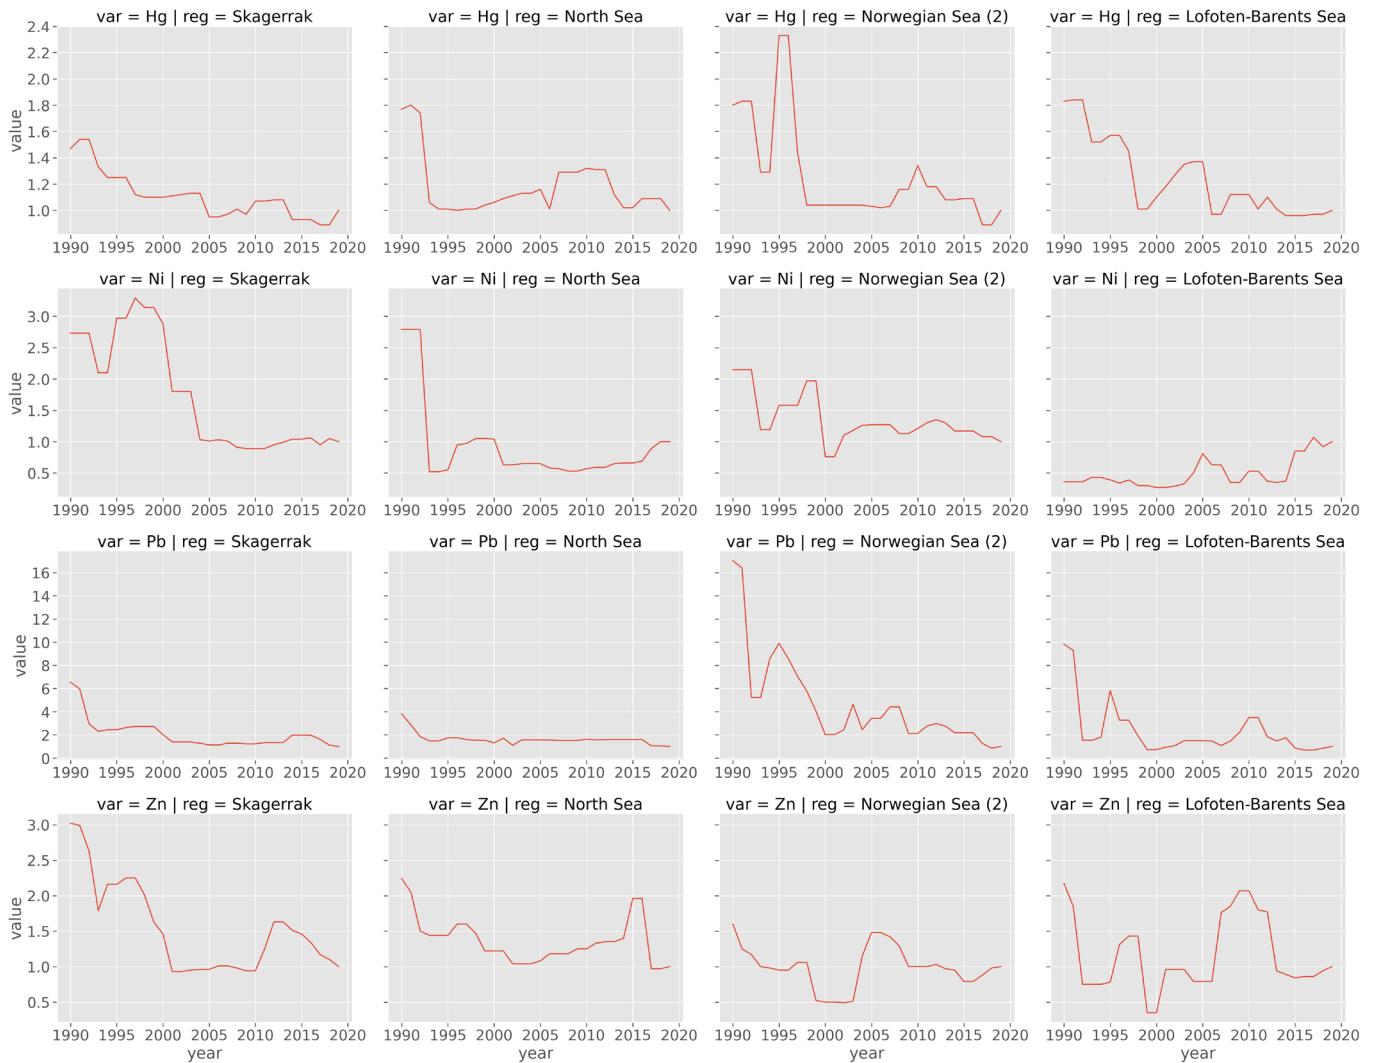 var = Hg | reg = Skagerrak
var = Hg | reg = North Sea
var = Hg | reg = Norwegian Sea (2)
var = Hg | reg = Lofoten-Barents Sea
2.4
2.2
2.0
1.8
1.6
1.4
1.2
1.0
value
1990 1995 2000 2005 2010 2015 2020
1990 1995 2000 2005 2010 2015 2020
1990 1995 2000 2005 2010 2015 2020
1990 1995 2000 2005 2010 2015 2020
var = Ni | reg = Skagerrak
var = Ni | reg = North Sea
var = Ni | reg = Norwegian Sea (2)
var = Ni | reg = Lofoten-Barents Sea
3.0
2.5
2.0
1.5
1.0
0.5
value
1990 1995 2000 2005 2010 2015 2020
1990 1995 2000 2005 2010 2015 2020
1990 1995 2000 2005 2010 2015 2020
1990 1995 2000 2005 2010 2015 2020
var = Pb | reg = Skagerrak
var = Pb | reg = North Sea
var = Pb | reg = Norwegian Sea (2)
var = Pb | reg = Lofoten-Barents Sea
16
14
12
10
8
6
4
2
0
value
1990 1995 2000 2005 2010 2015 2020
1990 1995 2000 2005 2010 2015 2020
1990 1995 2000 2005 2010 2015 2020
1990 1995 2000 2005 2010 2015 2020
var = Zn | reg = Skagerrak
var = Zn | reg = North Sea
var = Zn | reg = Norwegian Sea (2)
var = Zn | reg = Lofoten-Barents Sea
3.0
2.5
2.0
1.5
1.0
0.5
value
1990 1995 2000 2005 2010 2015 2020
1990 1995 2000 2005 2010 2015 2020
1990 1995 2000 2005 2010 2015 2020
1990 1995 2000 2005 2010 2015 2020
year
year
year
year